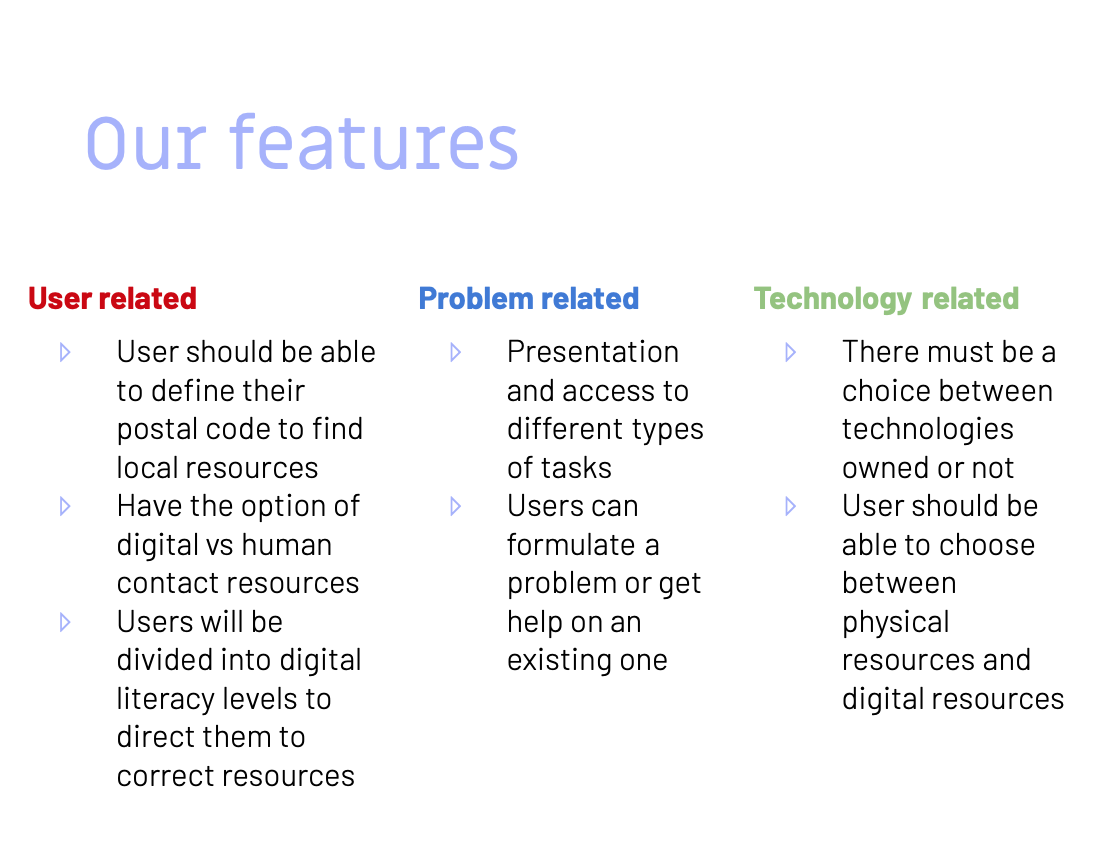 Our features
User related
User should be able
to define their
postal code to find
local resources
Have the option of
digital vs human
contact resources
Users will be
divided into digital
literacy levels to
direct them to
correct resources
Problem related
Presentation
and access to
different types
of tasks
Users can
formulate a
problem or get
help on an
existing one
Technology related
There must be a
choice between
technologies
owned or not
User should be
able to choose
between
physical
resources and
digital resources